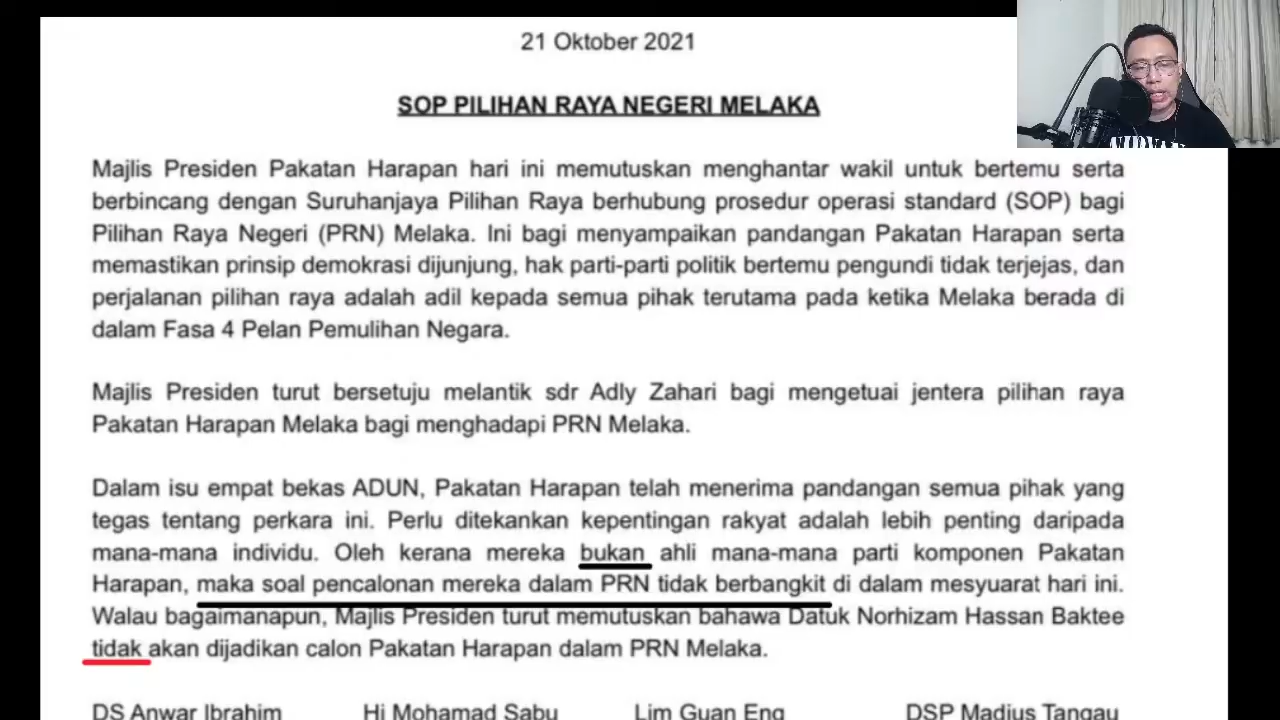 21 Oktober 2021
SOP PILIHAN RAYA NEGERI MELAKA
Majlis Presiden Pakatan Harapan hari ini memutuskan menghantar wakil untuk bertemu serta
berbincang dengan Suruhanjaya Pilihan Raya berhubung prosedur operasi standard (SOP) bagi
Pilihan Raya Negeri (PRN) Melaka. Ini bagi menyampaikan pandangan Pakatan Harapan serta
memastikan prinsip demokrasi dijunjung, hak parti-parti politik bertemu pengundi tidak terjejas, dan
perjalanan pilihan raya adalah adil kepada semua pihak terutama pada ketika Melaka berada di
dalam Fasa 4 Pelan Pemulihan Negara.
Majlis Presiden turut bersetuju melantik sdr Adly Zahari bagi mengetuai jentera pilihan raya
Pakatan Harapan Melaka bagi menghadapi PRN Melaka.
Dalam isu empat bekas ADUN, Pakatan Harapan telah menerima pandangan semua pihak yang
tegas tentang perkara ini. Perlu ditekankan kepentingan rakyat adalah lebih penting daripada
mana-mana individu. Oleh kerana mereka bukan ahli mana-mana parti komponen Pakatan
Harapan, maka soal pencalonan mereka dalam PRN tidak berbangkit di dalam mesyuarat hari ini.
Walau bagaimanapun, Majlis Presiden turut memutuskan bahawa Datuk Norhizam Hassan Baktee
tidak akan dijadikan calon Pakatan Harapan dalam PRN Melaka.
DS Anwar Ibrahim Hj Mohamad Sabu Lim Guan Eng DSP Madius Tangau